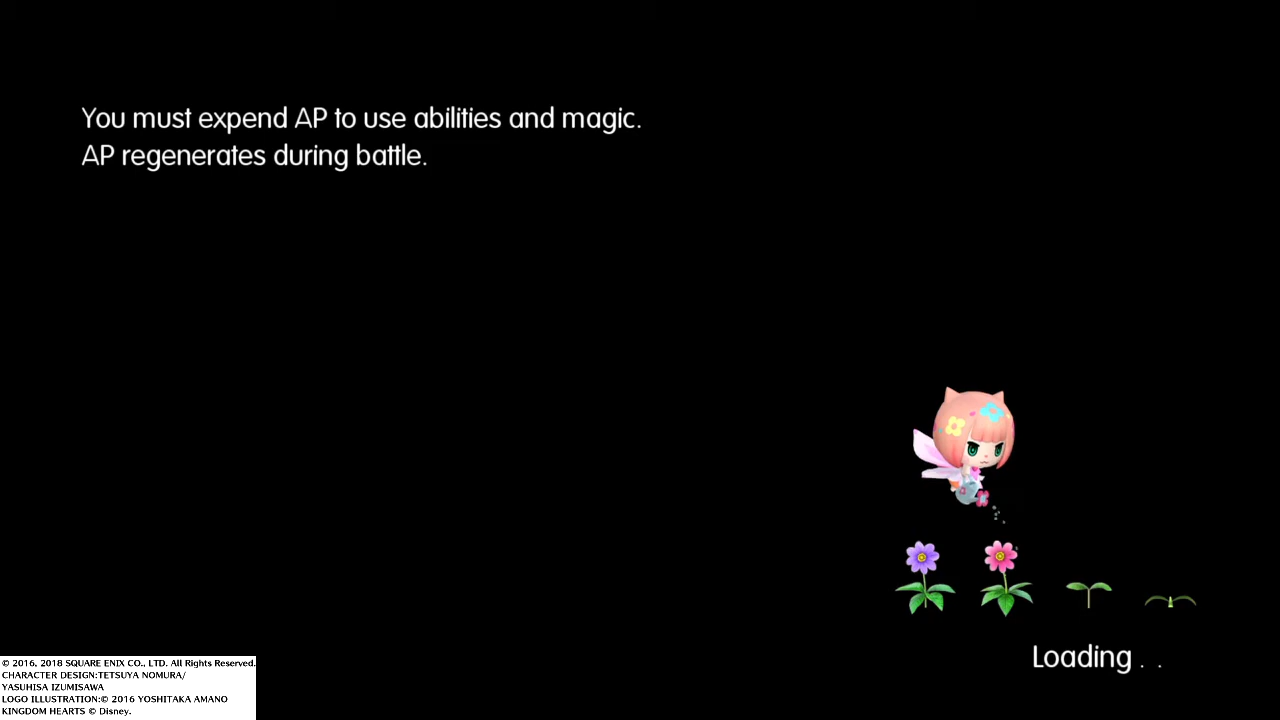 You must expend AP to use abilities and magic.
AP regenerates during battle.
Loading . .
© 2016, 2018 SQUARE ENIX CO., LTD. All Rights Reserved.
CHARACTER DESIGN:TETSUYA NOMURA/
YASUHISA IZUMISAWA
LOGO ILLUSTRATION:© 2016 YOSHITAKA AMANO
KINGDOM HEARTS © Disney.